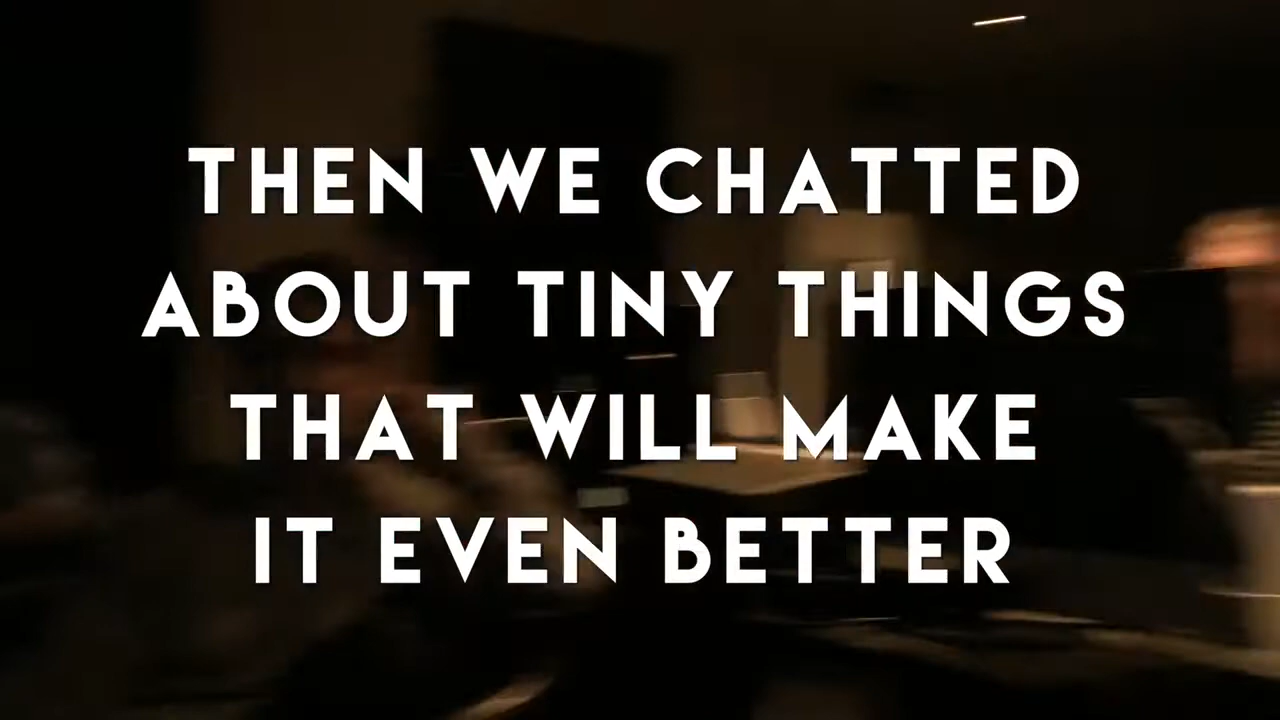 THEN WE CHATTED
ABOUT TINY THINGS
THAT WILL MAKE
IT EVEN BETTER